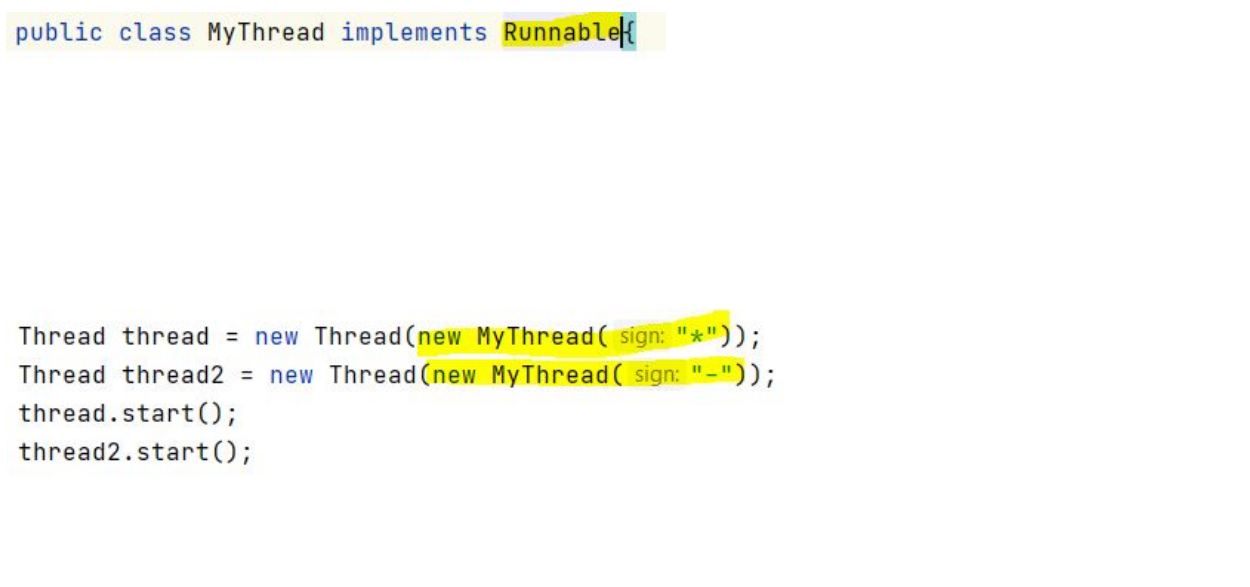 public class MyThread implements Runnable{
Thread thread = new Thread(new MyThread( sign: "*"));
Thread thread2 = new Thread(new MyThread( sign: "-"));
thread.start();
thread2.start();